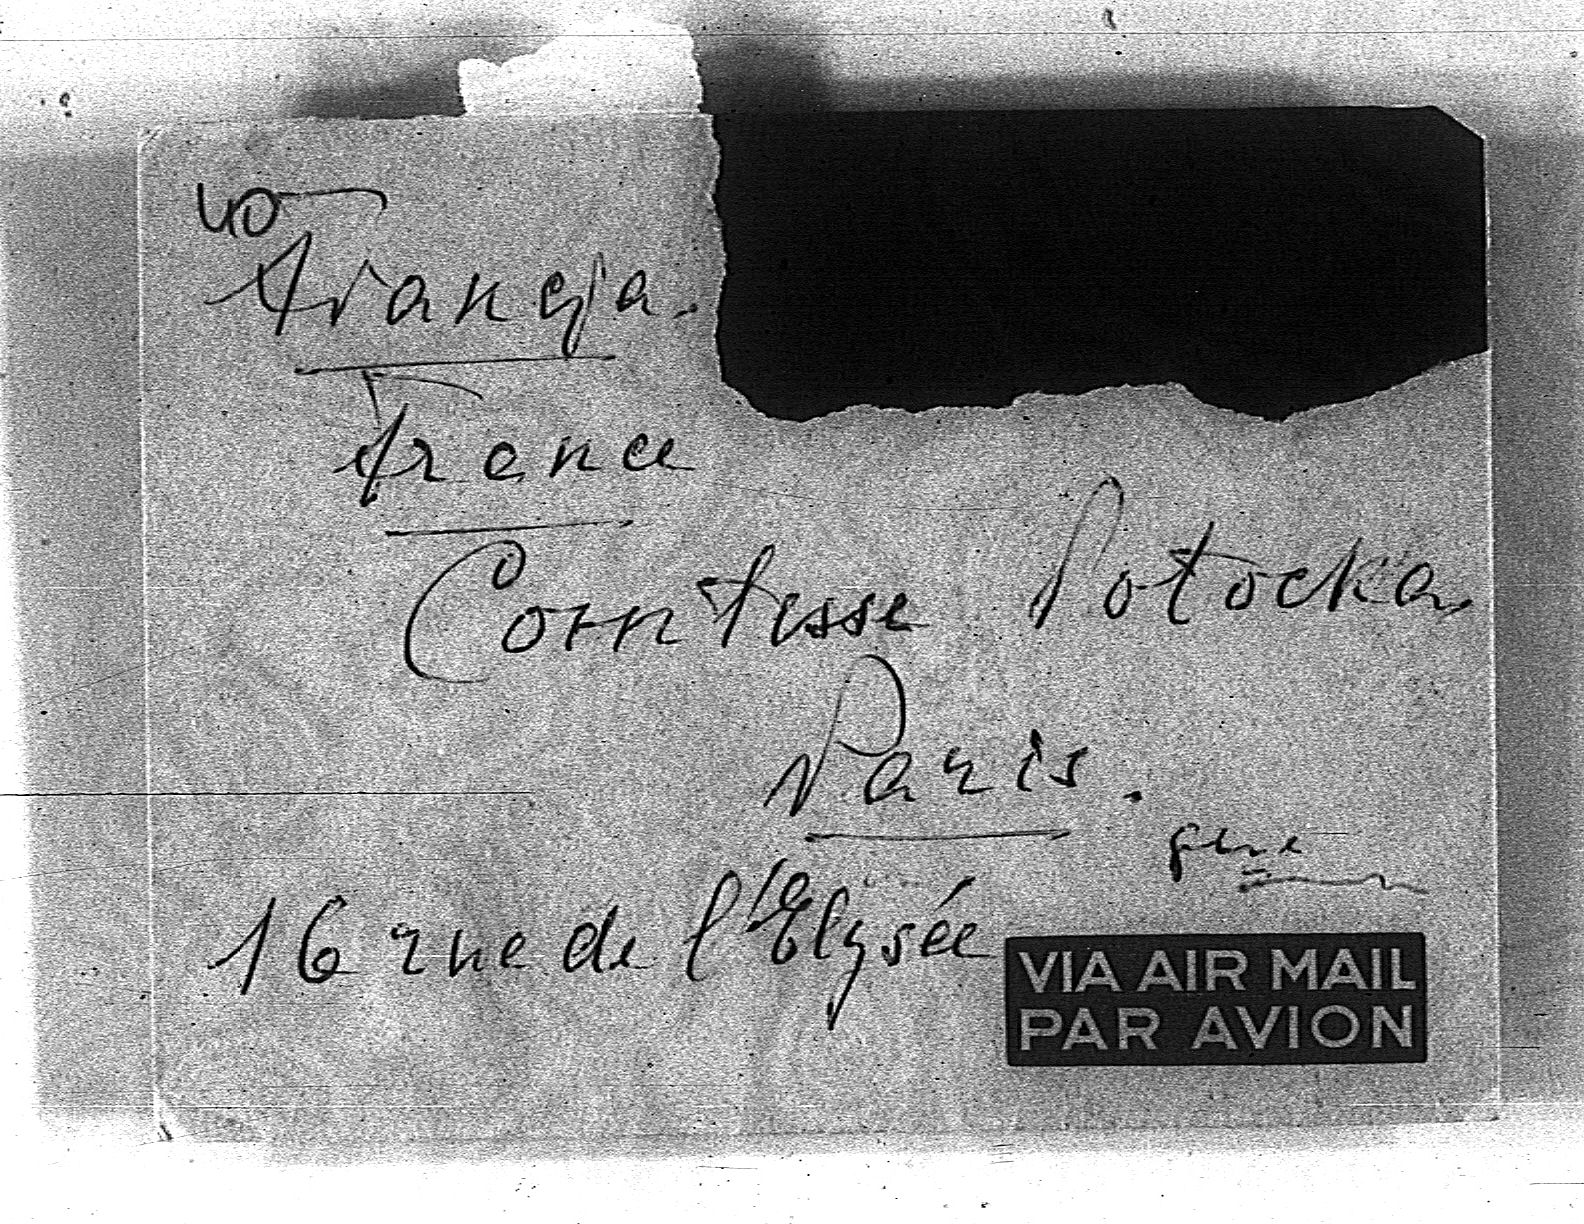 40
Francja.
France
Comtesse Potocka
Paris.
16 rue de l'Elysée
VIA AIR MAIL
PAR AVION